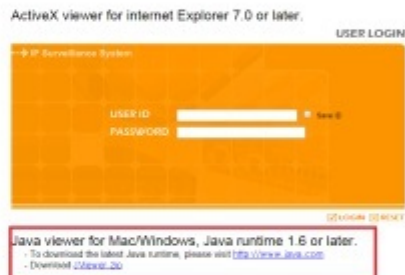 ActiveX viewer for internet Explorer 7.0 or later.
USER LOGIN
IP Surveillance System
USER ID
Save ID
PASSWORD
LOGIN RESET
Java viewer for Mac/Windows, Java runtime 1.6 or later.
- To download the latest Java runtime, please visit http://www.java.com
- Download JViewer.zip